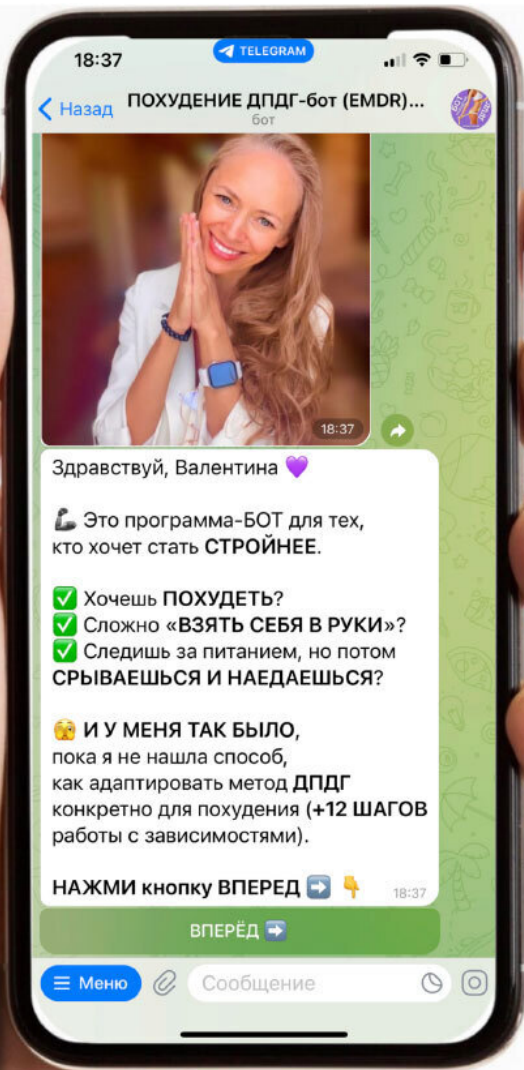 18:37
TELEGRAM
Назад
ПОХУДЕНИЕ ДПДГ-бот (EMDR)...
бот
18:37
Здравствуй, Валентина 💜
🦾 Это программа-БОТ для тех,
кто хочет стать СТРОЙНЕЕ.
✅ Хочешь ПОХУДЕТЬ?
✅ Сложно «ВЗЯТЬ СЕБЯ В РУКИ»?
✅ Следишь за питанием, но потом
СРЫВАЕШЬСЯ И НАЕДАЕШЬСЯ?
🫣 И У МЕНЯ ТАК БЫЛО,
пока я не нашла способ,
как адаптировать метод ДПДГ
конкретно для похудения (+12 ШАГОВ
работы с зависимостями).
НАЖМИ кнопку ВПЕРЕД ➡️ 👇
18:37
ВПЕРЁД ➡️
Меню
Сообщение